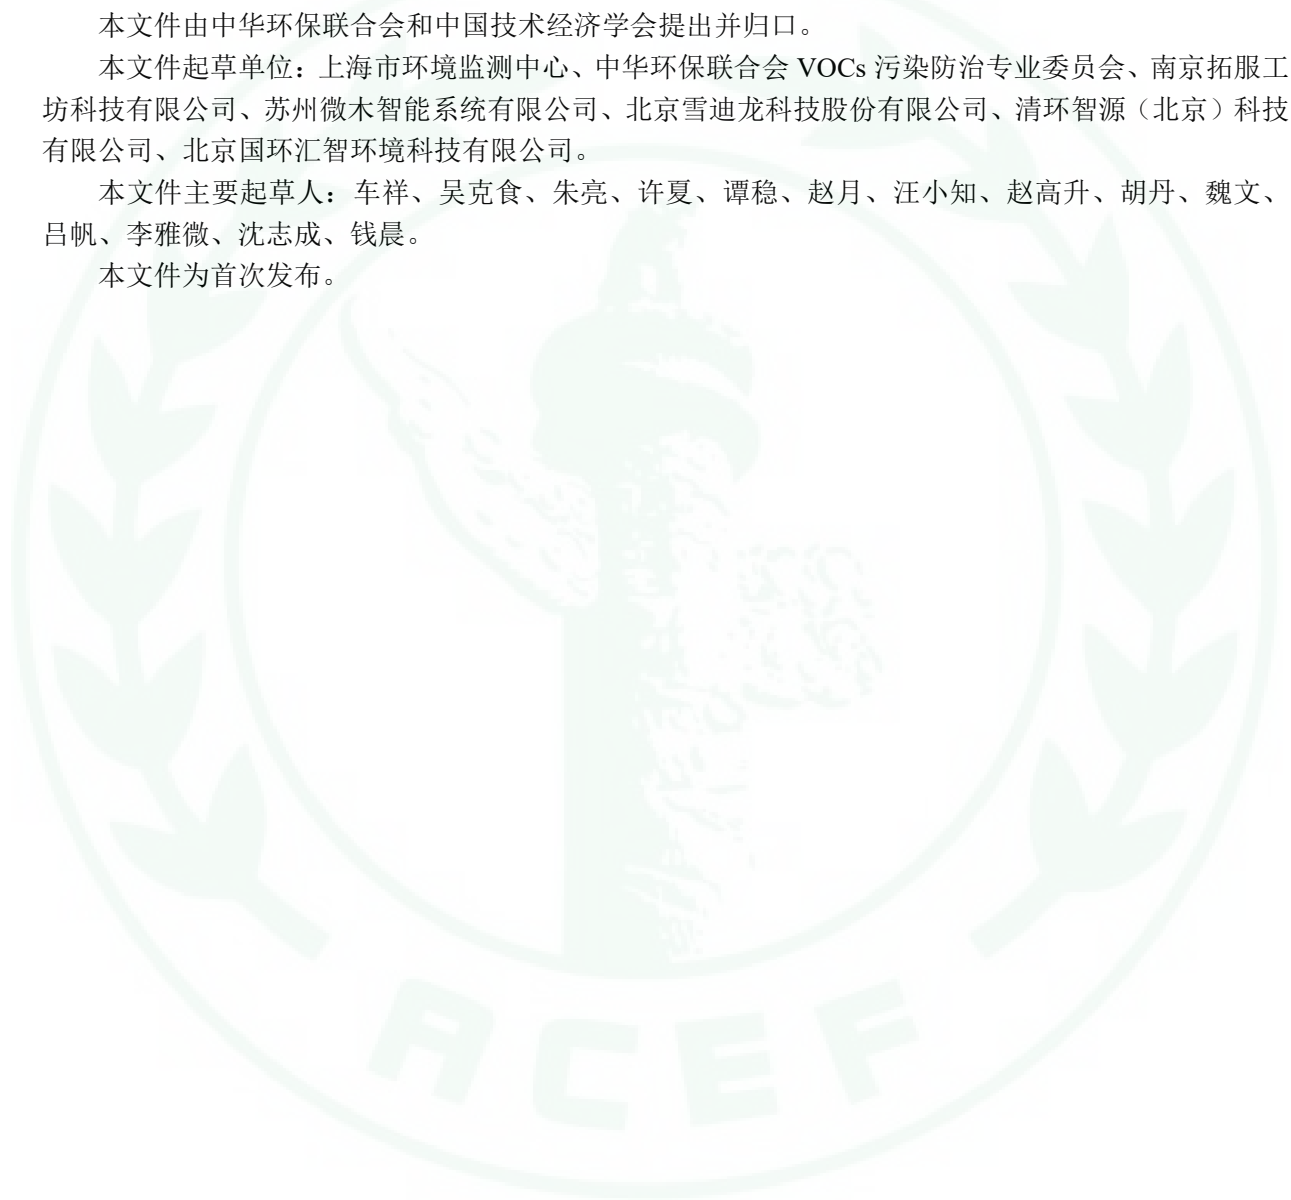 本文件由中华环保联合会和中国技术经济学会提出并归口。
本文件起草单位：上海市环境监测中心、中华环保联合会 VOCs 污染防治专业委员会、南京拓服工
坊科技有限公司、苏州微木智能系统有限公司、北京雪迪龙科技股份有限公司、清环智源（北京）科技
有限公司、北京国环汇智环境科技有限公司。
本文件主要起草人：车祥、吴克食、朱亮、许夏、谭稳、赵月、汪小知、赵高升、胡丹、魏文、
吕帆、李雅微、沈志成、钱晨。
本文件为首次发布。
ACEF